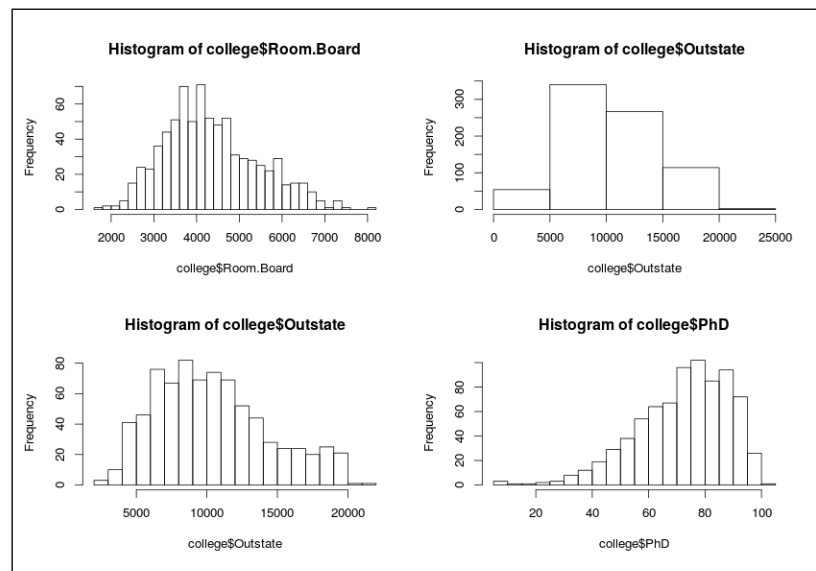 Histogram of college$Room.Board
Frequency
0 20 40 60
2000 3000 4000 5000 6000 7000 8000
college$Room.Board
Histogram of college$Outstate
Frequency
0 100 200 300
0 5000 10000 15000 20000 25000
college$Outstate
Histogram of college$Outstate
Frequency
0 20 40 60 80
5000 10000 15000 20000
college$Outstate
Histogram of college$PhD
Frequency
0 20 40 60 80
20 40 60 80 100
college$PhD